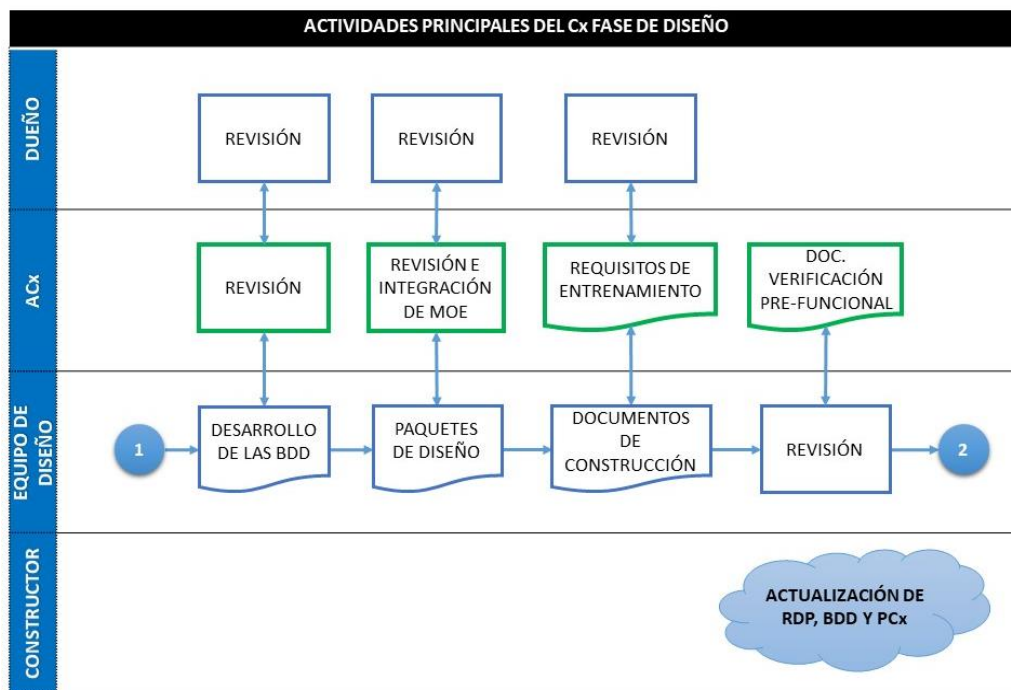 ACTIVIDADES PRINCIPALES DEL Cx FASE DE DISEÑO
DUEÑO
REVISIÓN
REVISIÓN
REVISIÓN
ACx
REVISIÓN
REVISIÓN E
INTEGRACIÓN
DE MOE
REQUISITOS DE
ENTRENAMIENTO
DOC.
VERIFICACIÓN
PRE-FUNCIONAL
EQUIPO DE
DISEÑO
1
DESARROLLO
DE LAS BDD
PAQUETES
DE DISEÑO
DOCUMENTOS
DE
CONSTRUCCIÓN
REVISIÓN
2
CONSTRUCTOR
ACTUALIZACIÓN DE
RDP, BDD Y PCx